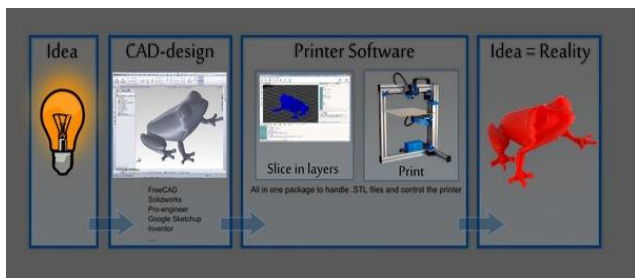 Idea
CAD-design
FreeCAD
Solidworks
Pro-engineer
Google Sketchup
Inventor
Printer Software
Slice in layers
Print
All in one package to handle .STL files and control the printer
Idea = Reality